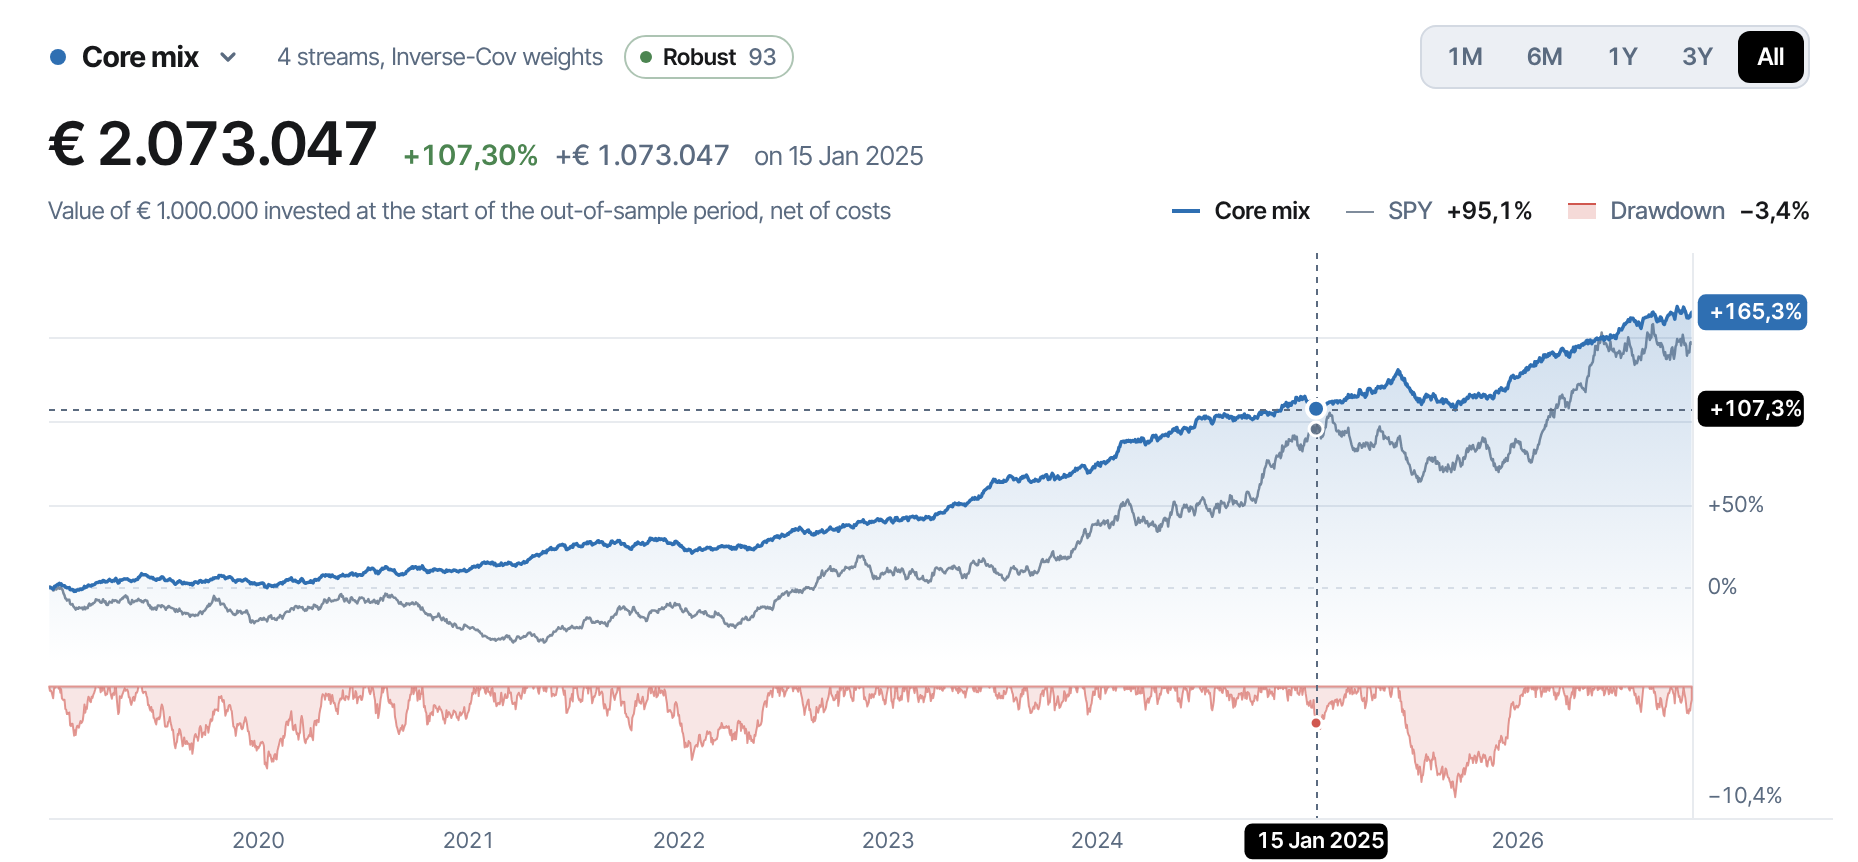 Core mix 4 streams, Inverse-Cov weights Robust 93 1M 6M 1Y 3Y All
€ 2.073.047 +107,30% +€ 1.073.047 on 15 Jan 2025
Value of € 1.000.000 invested at the start of the out-of-sample period, net of costs Core mix SPY +95,1% Drawdown −3,4%
+165,3%
+107,3%
+50%
0%
−10,4%
2020 2021 2022 2023 2024 15 Jan 2025 2026